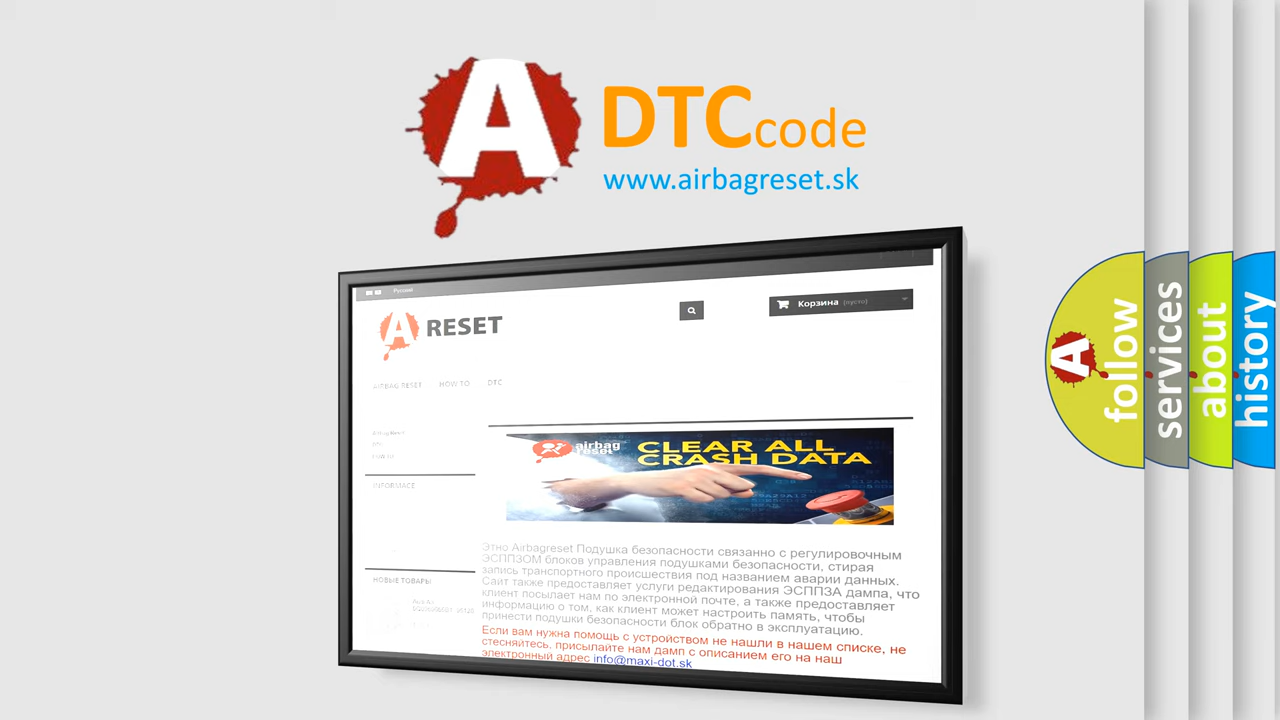 A
DTCcode
www.airbagreset.sk
Русский
A RESET
Корзина (пусто)
AIRBAG RESET HOW TO DTC
INFORMACE
airbag
reset
CLEAR ALL
CRASH DATA
Этно Airbagreset Подушка безопасности связанно с регулировочным
ЭСППЗОМ блоков управления подушками безопасности, стирая
запись транспортного происшествия под названием аварии данных.
Сайт также предоставляет услуги редактирования ЭСППЗА дампа, что
клиент посылает нам по электронной почте, а также предоставляет
информацию о том, как клиент может настроить память, чтобы
принести подушки безопасности блок обратно в эксплуатацию.
Если вам нужна помощь с устройством не нашли в нашем списке, не
стесняйтесь, присылайте нам дамп с описанием его на наш
электронный адрес info@maxi-dot.sk
НОВЫЕ ТОВАРЫ
A
follow
services
about
history